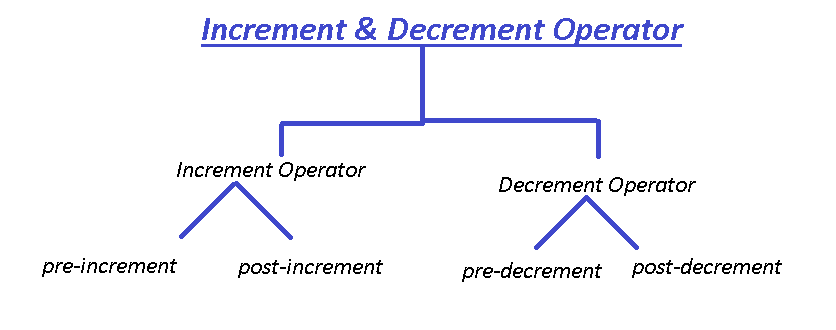 Increment & Decrement Operator
Increment Operator
Decrement Operator
pre-increment
post-increment
pre-decrement
post-decrement